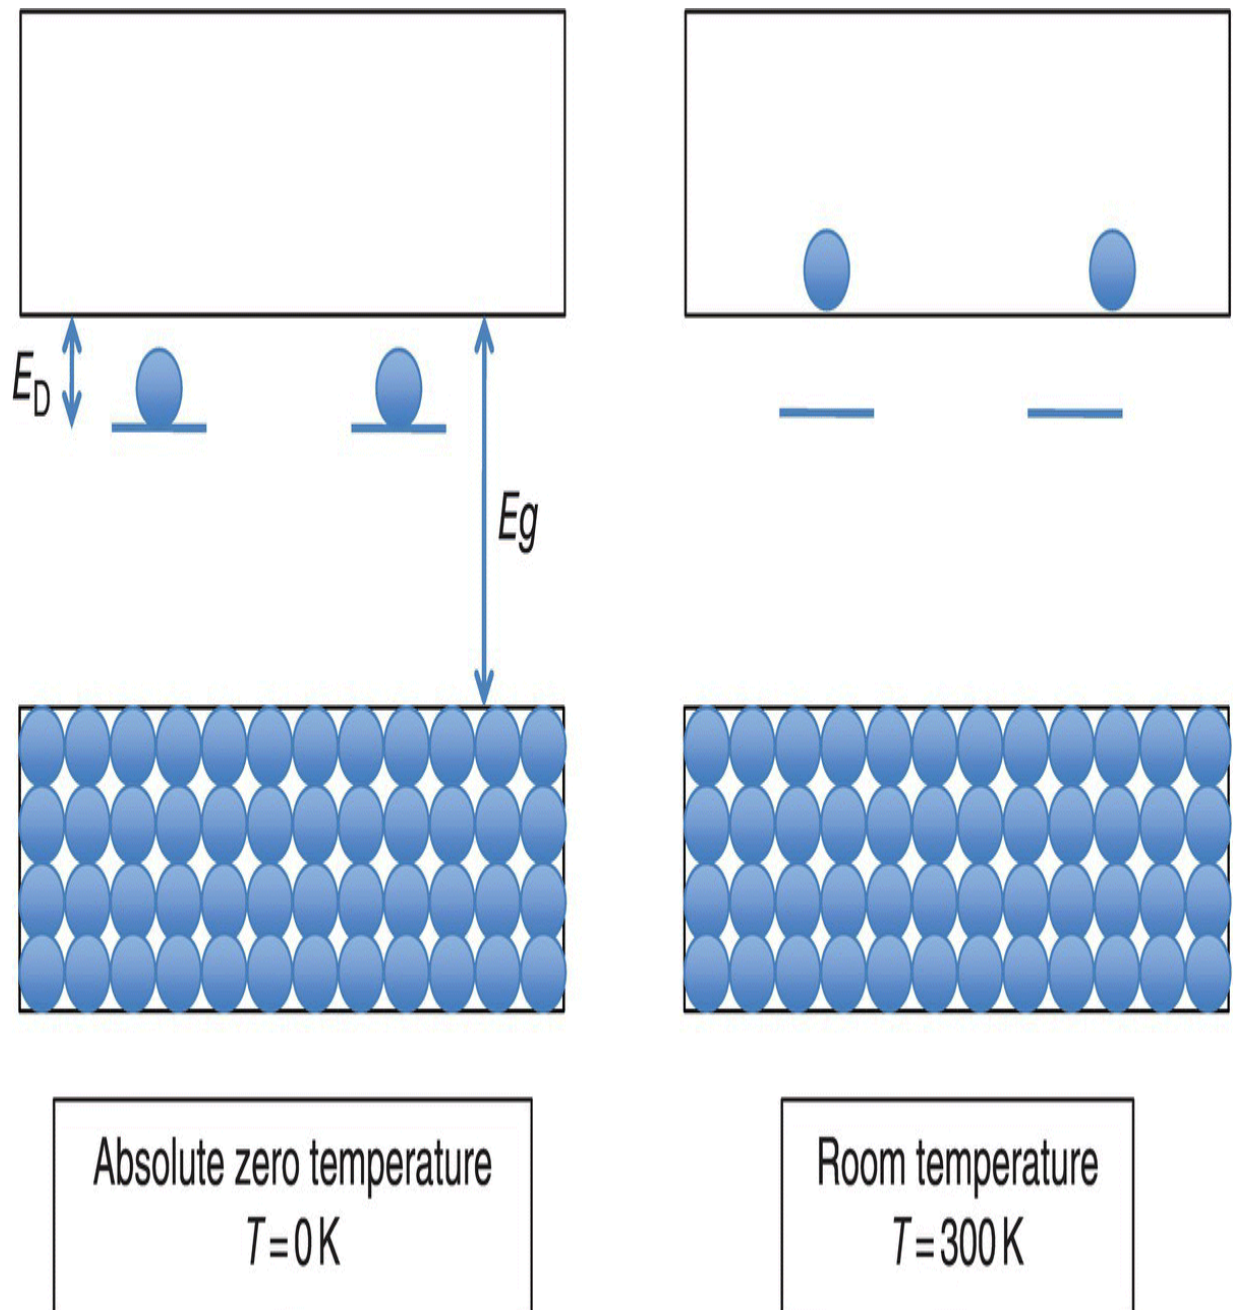 E_D
Eg
Absolute zero temperature
T = 0 K
Room temperature
T = 300 K